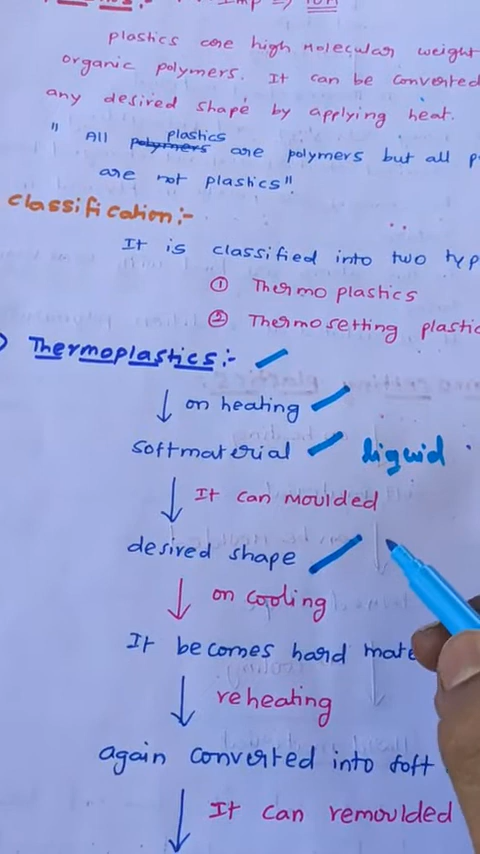 plastics are high Molecular weight
organic polymers. It can be converted
any desired shape by applying heat.
" All plastics are polymers but all
are not plastics".
classification:-
It is classified into two
① Thermo plastics
② Thermosetting
Thermoplastics:-
↓ on heating
softmaterial liquid
↓ It can moulded
desired shape
↓ on cooling
It becomes hard
↓ reheating
again converted into soft
↓ It can remoulded